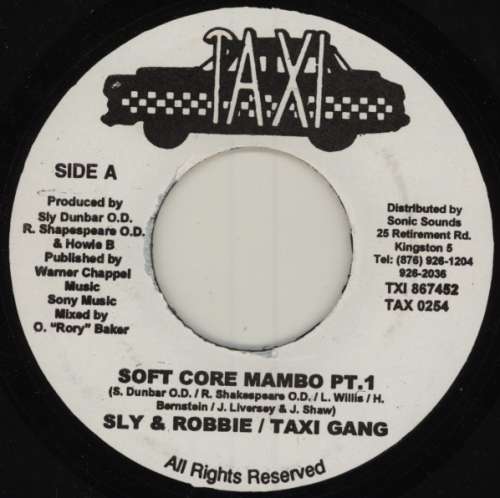 TAXI
SIDE A
Produced by
Sly Dunbar O.D.
R. Shapespeare O.D.
& Howie B
Published by
Warner Chappel
Music
Sony Music
Mixed by
O. "Rory" Baker
Distributed by
Sonic Sounds
25 Retirement Rd.
Kingston 5
Tel: (876) 926-1204
926-2036
TXI 867452
TAX 0254
SOFT CORE MAMBO PT.1
(S. Dunbar O.D. / R. Shakespeare O.D. / L. Willis / H.
Bernstein / J. Liversey & J. Shaw)
SLY & ROBBIE / TAXI GANG
All Rights Reserved